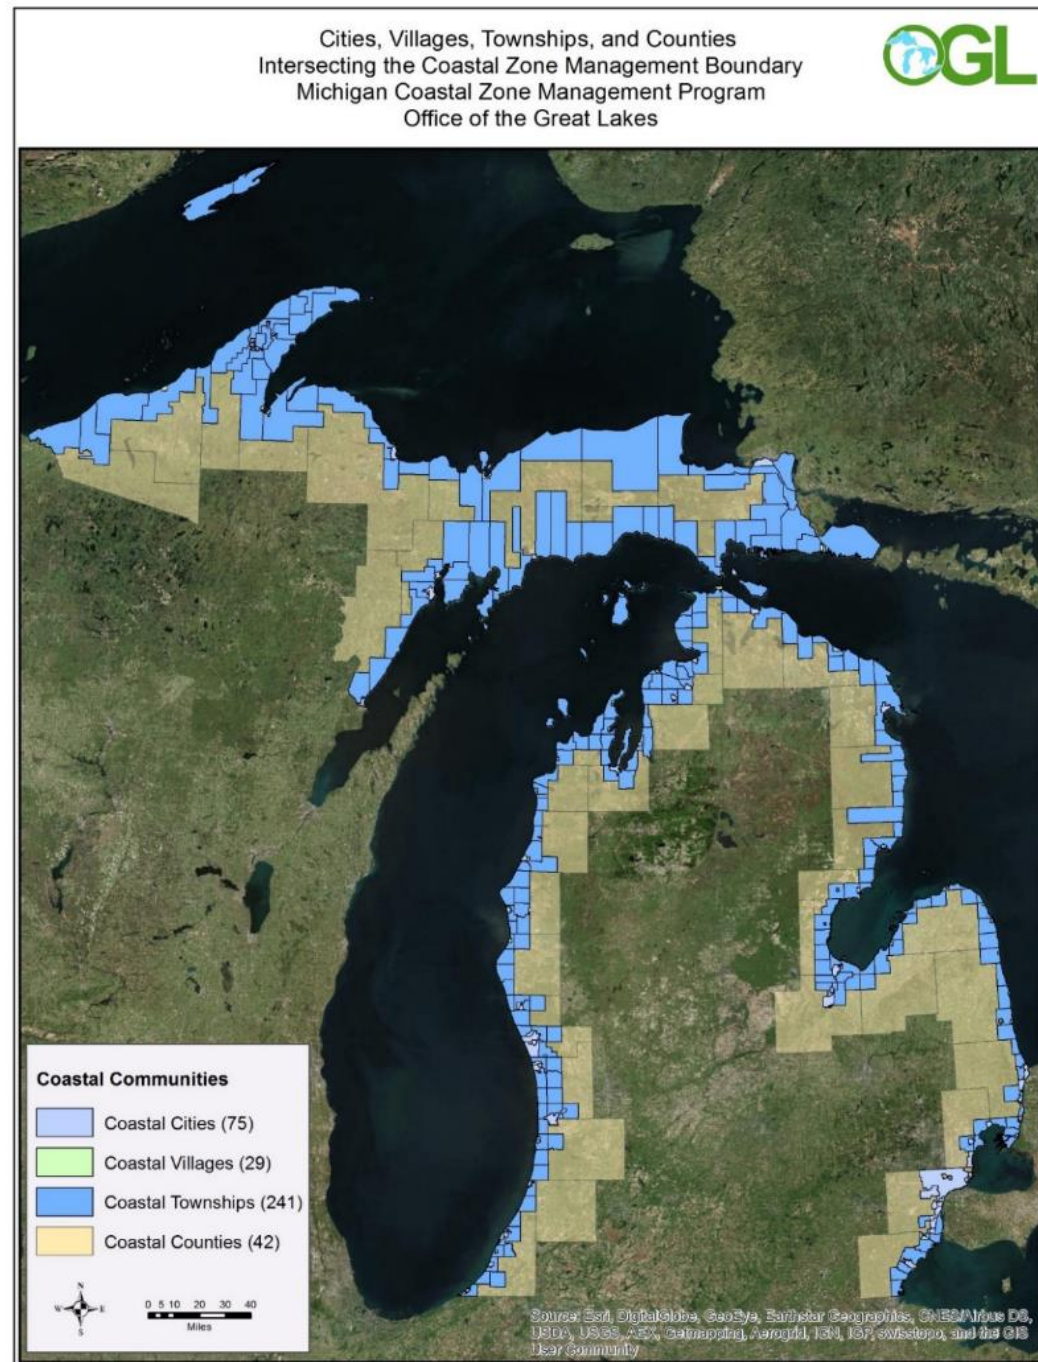 Cities, Villages, Townships, and Counties
Intersecting the Coastal Zone Management Boundary
Michigan Coastal Zone Management Program
Office of the Great Lakes
OGL
Coastal Communities
Coastal Cities (75)
Coastal Villages (29)
Coastal Townships (241)
Coastal Counties (42)
N
W E
S
0 5 10 20 30 40
Miles
Source: Esri, DigitalGlobe, GeoEye, Earthstar Geographics, CNES/Airbus DS,
USDA, USGS, AEX, Getmapping, Aerogrid, IGN, IGP, swisstopo, and the GIS
User Community